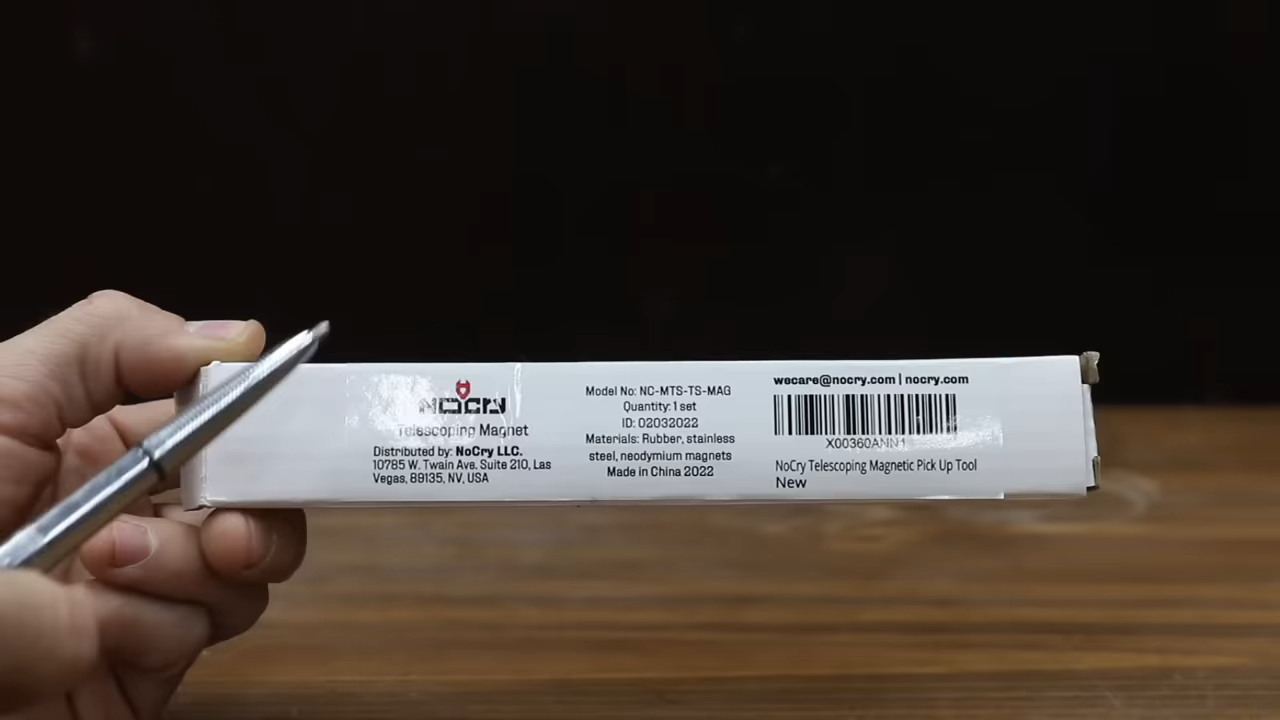 NOCRY
Telescoping Magnet
Distributed by: NoCry LLC.
10785 W. Twain Ave. Suite 210, Las
Vegas, 89135, NV, USA
Model No: NC-MTS-TS-MAG
Quantity: 1 set
ID: 02032022
Materials: Rubber, stainless
steel, neodymium magnets
Made in China 2022
wecare@nocry.com | nocry.com
X00360ANN1
NoCry Telescoping Magnetic Pick Up Tool
New